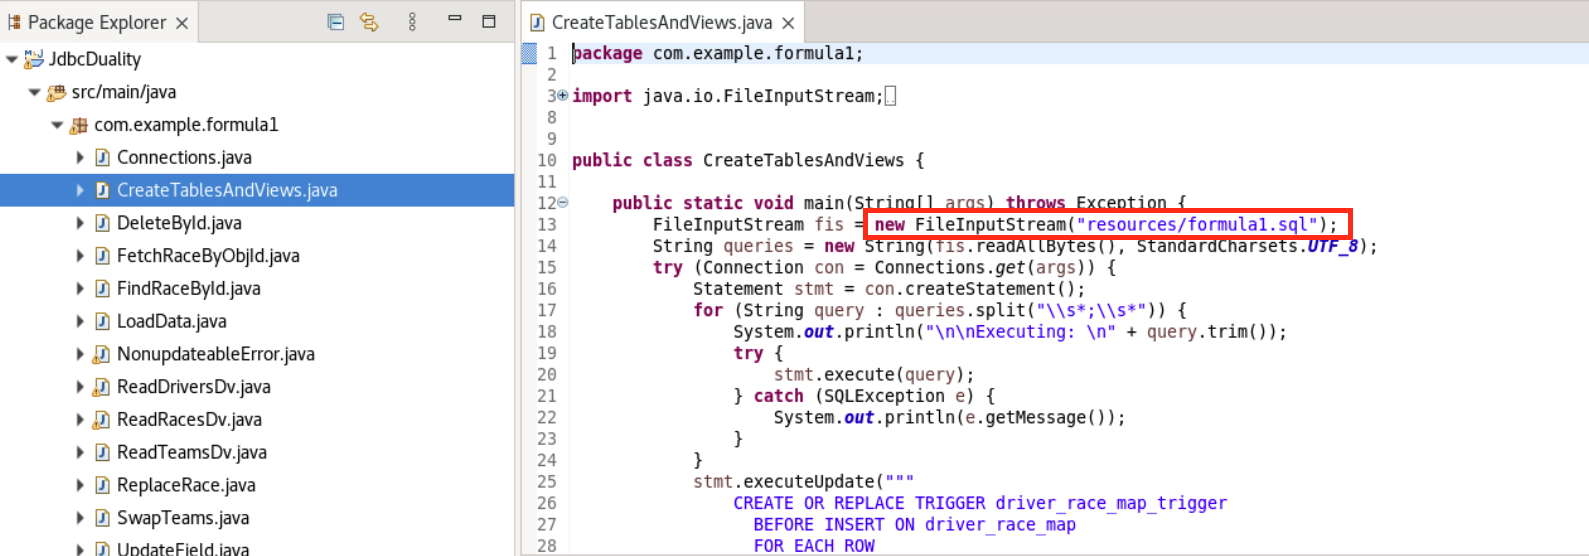 Package Explorer
JdbcDuality
src/main/java
com.example.formula1
Connections.java
CreateTablesAndViews.java
DeleteById.java
FetchRaceByObjId.java
FindRaceById.java
LoadData.java
NonupdateableError.java
ReadDriversDv.java
ReadRacesDv.java
ReadTeamsDv.java
ReplaceRace.java
SwapTeams.java
UpdateField.java
CreateTablesAndViews.java
1 package com.example.formula1;
2
3 import java.io.FileInputStream;
8
9
10 public class CreateTablesAndViews {
11
12     public static void main(String[] args) throws Exception {
13         FileInputStream fis = new FileInputStream("resources/formula1.sql");
14         String queries = new String(fis.readAllBytes(), StandardCharsets.UTF_8);
15         try (Connection con = Connections.get(args)) {
16             Statement stmt = con.createStatement();
17             for (String query : queries.split("\\s*;\\s*")) {
18                 System.out.println("\n\nExecuting: \n" + query.trim());
19                 try {
20                     stmt.execute(query);
21                 } catch (SQLException e) {
22                     System.out.println(e.getMessage());
23                 }
24             }
25             stmt.executeUpdate("""
26                 CREATE OR REPLACE TRIGGER driver_race_map_trigger
27                   BEFORE INSERT ON driver_race_map
28                   FOR EACH ROW